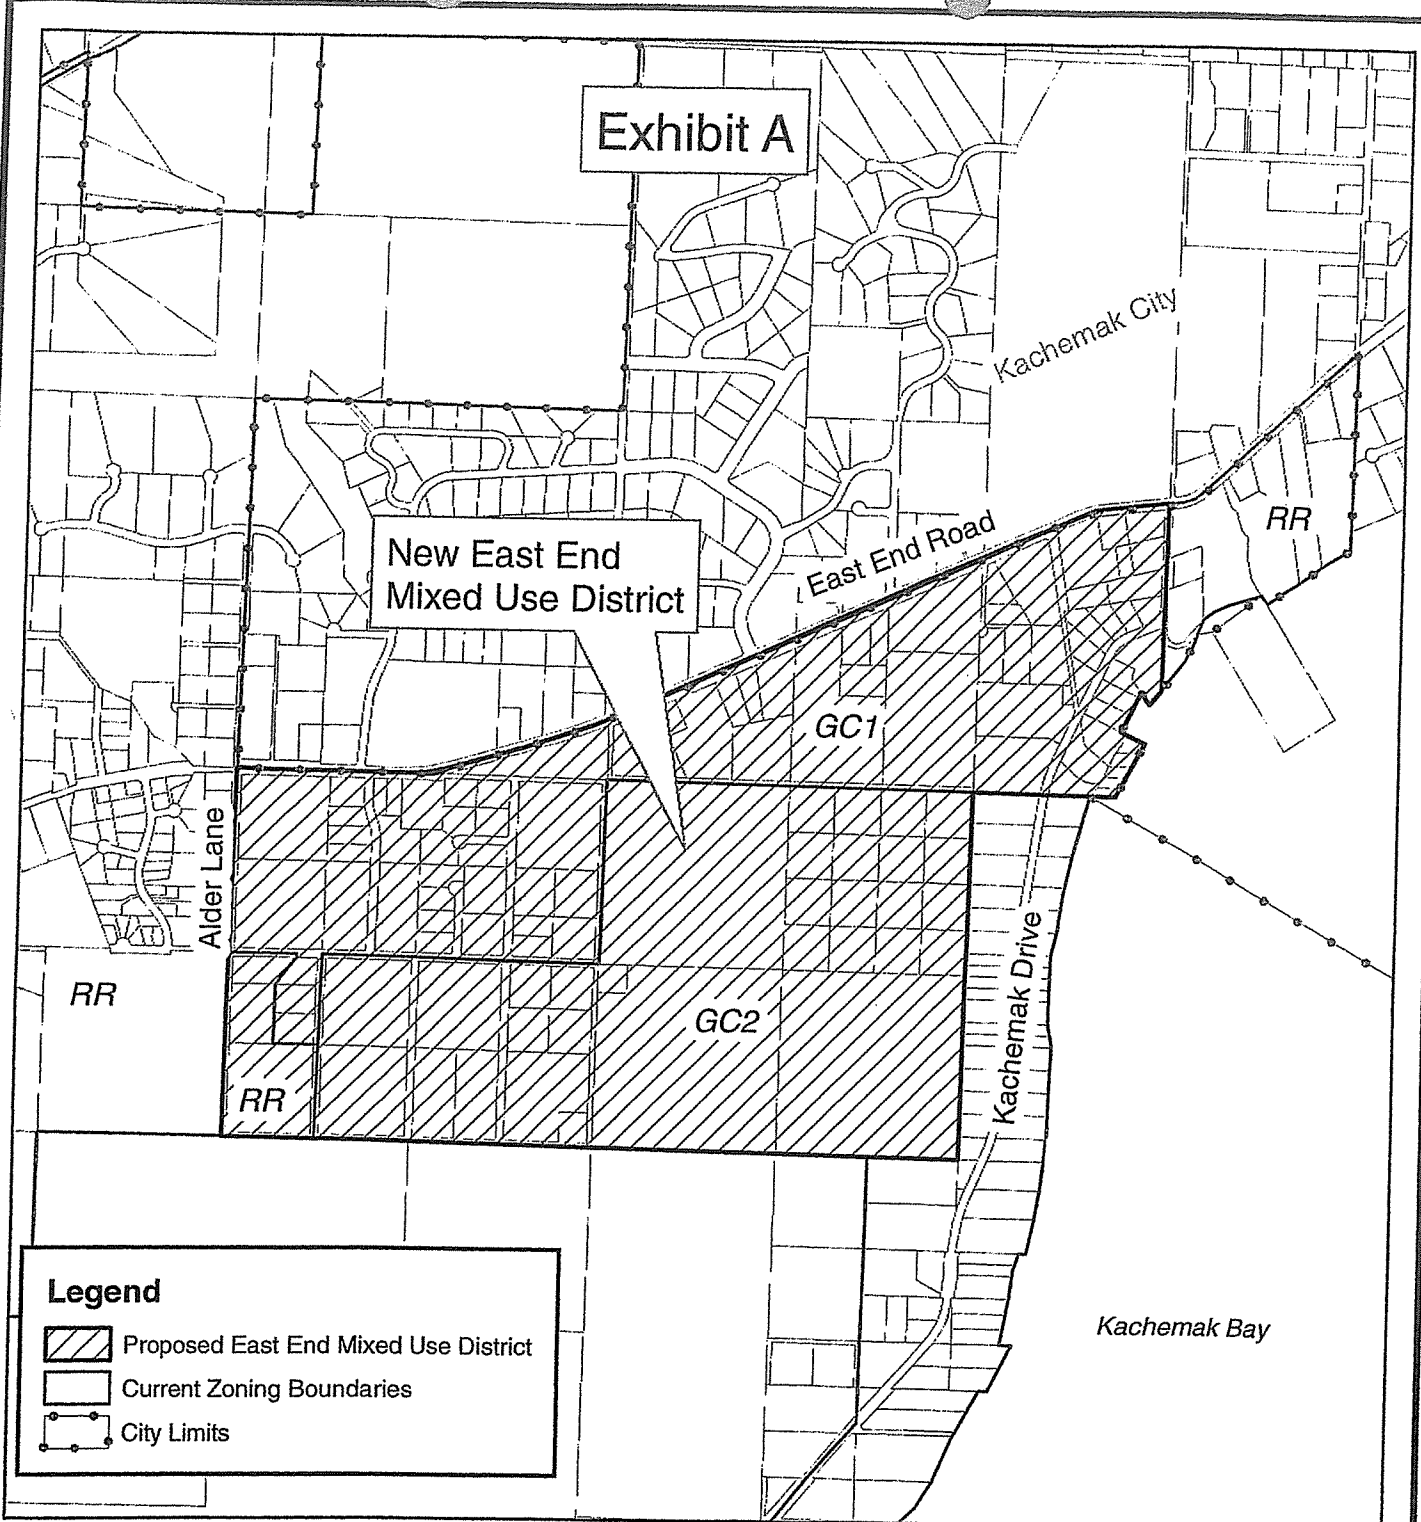 Exhibit A
Kachemak City
RR
East End Road
New East End
Mixed Use District
GC1
Alder Lane
RR
GC2
Kachemak Drive
RR
Kachemak Bay
Legend
Proposed East End Mixed Use District
Current Zoning Boundaries
City Limits